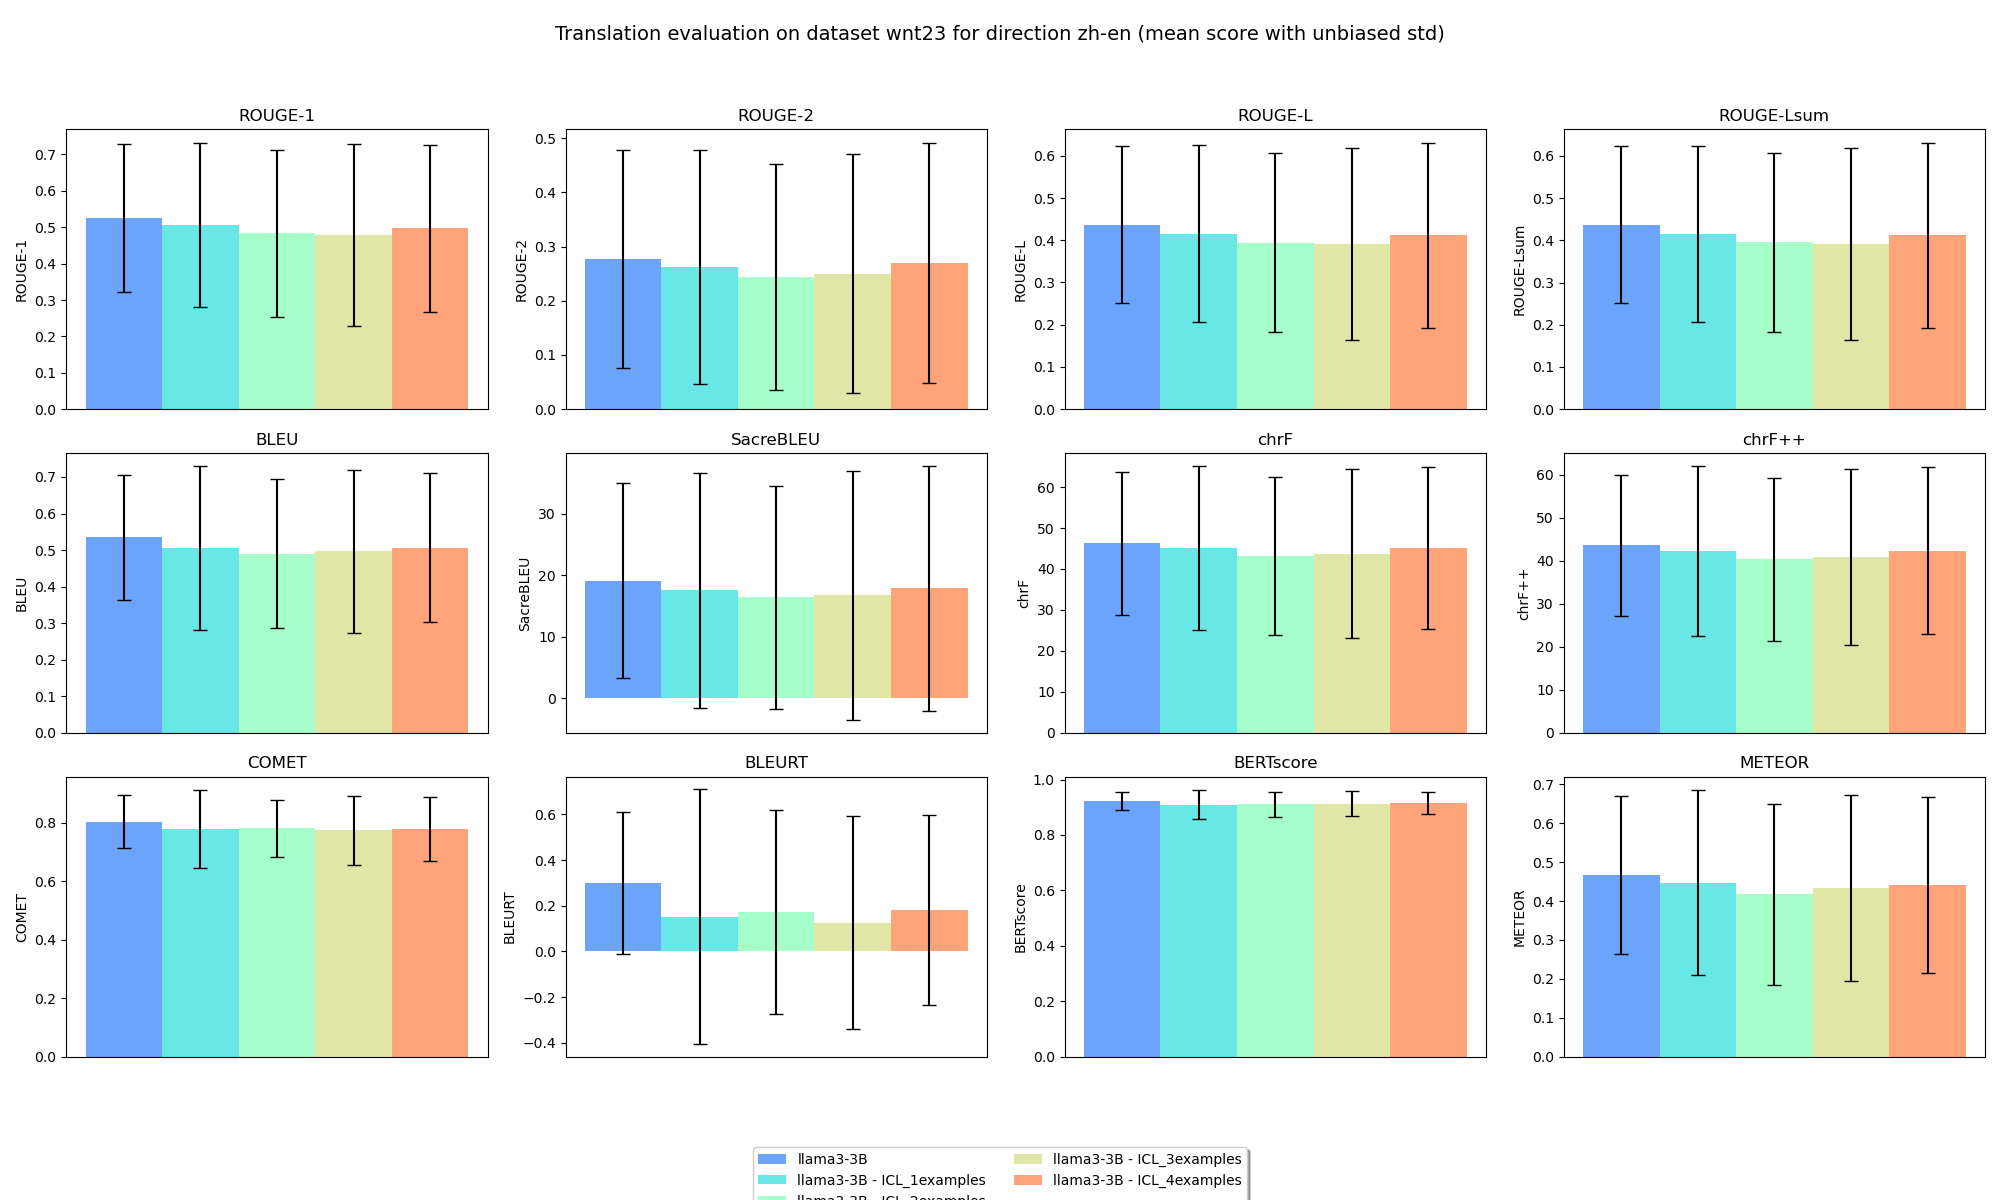 Translation evaluation on dataset wnt23 for direction zh-en (mean score with unbiased std)
ROUGE-1
ROUGE-1
0.7
0.6
0.5
0.4
0.3
0.2
0.1
0.0
ROUGE-2
ROUGE-2
0.5
0.4
0.3
0.2
0.1
0.0
ROUGE-L
ROUGE-L
0.6
0.5
0.4
0.3
0.2
0.1
0.0
ROUGE-Lsum
ROUGE-Lsum
0.6
0.5
0.4
0.3
0.2
0.1
0.0
BLEU
BLEU
0.7
0.6
0.5
0.4
0.3
0.2
0.1
0.0
SacreBLEU
SacreBLEU
30
20
10
0
chrF
chrF
60
50
40
30
20
10
0
chrF++
chrF++
60
50
40
30
20
10
0
COMET
COMET
0.8
0.6
0.4
0.2
0.0
BLEURT
BLEURT
0.6
0.4
0.2
0.0
−0.2
−0.4
BERTscore
BERTscore
1.0
0.8
0.6
0.4
0.2
0.0
METEOR
METEOR
0.7
0.6
0.5
0.4
0.3
0.2
0.1
0.0
llama3-3B
llama3-3B - ICL_1examples
llama3-3B - ICL_2examples
llama3-3B - ICL_3examples
llama3-3B - ICL_4examples